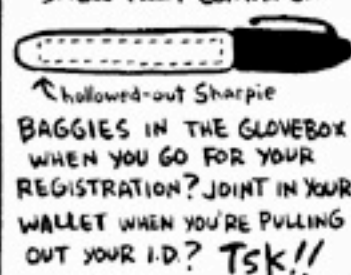 hollowed-out Sharpie
BAGGIES IN THE GLOVEBOX
WHEN YOU GO FOR YOUR
REGISTRATION? JOINT IN YOUR
WALLET WHEN YOU'RE PULLING
OUT YOUR I.D.? TSK!!